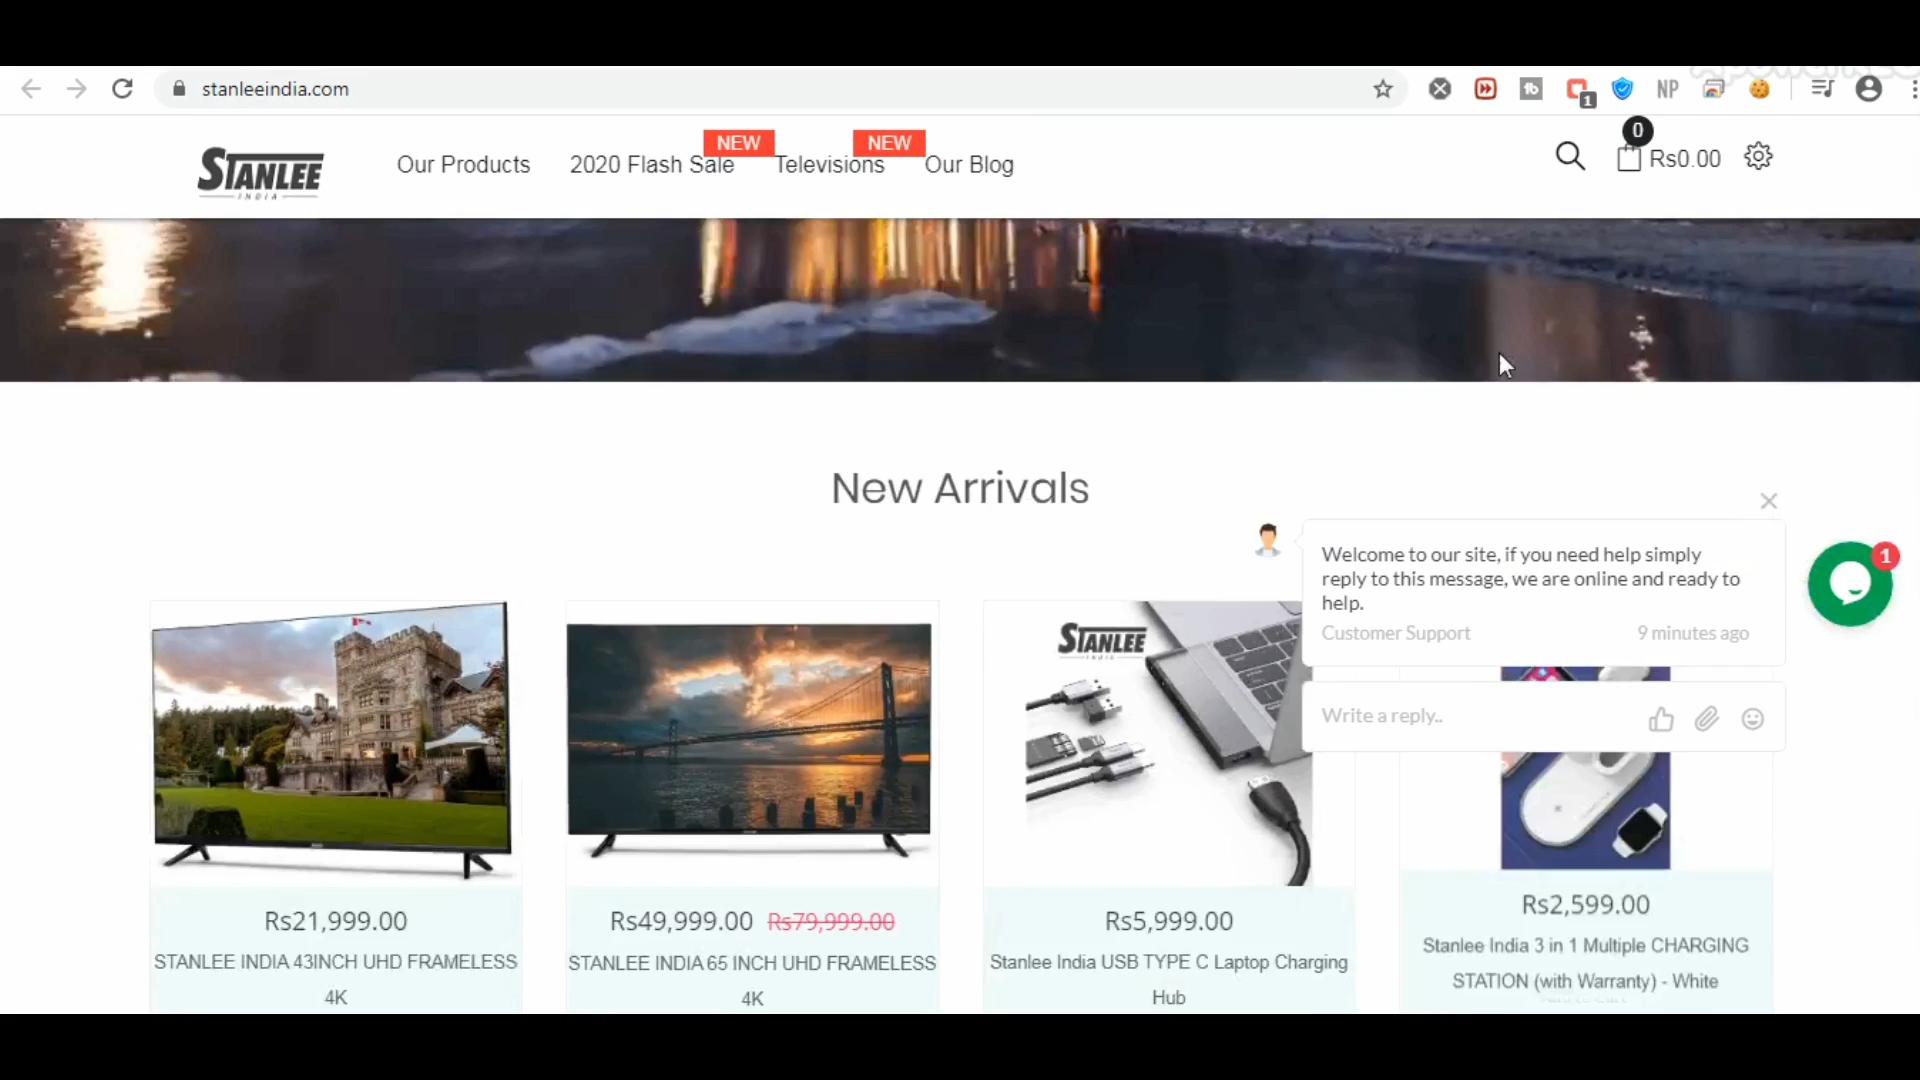 stanleeindia.com
1
NP
NEW
NEW
0
STANLEE
INDIA
Our Products
2020 Flash Sale
Televisions
Our Blog
Rs0.00
New Arrivals
Welcome to our site, if you need help simply
reply to this message, we are online and ready to
help.
Customer Support
9 minutes ago
1
Write a reply..
STANLEE
Rs21,999.00
STANLEE INDIA 43INCH UHD FRAMELESS
4K
Rs49,999.00 Rs79,999.00
STANLEE INDIA 65 INCH UHD FRAMELESS
4K
Rs5,999.00
Stanlee India USB TYPE C Laptop Charging
Hub
Rs2,599.00
Stanlee India 3 in 1 Multiple CHARGING
STATION (with Warranty) - White